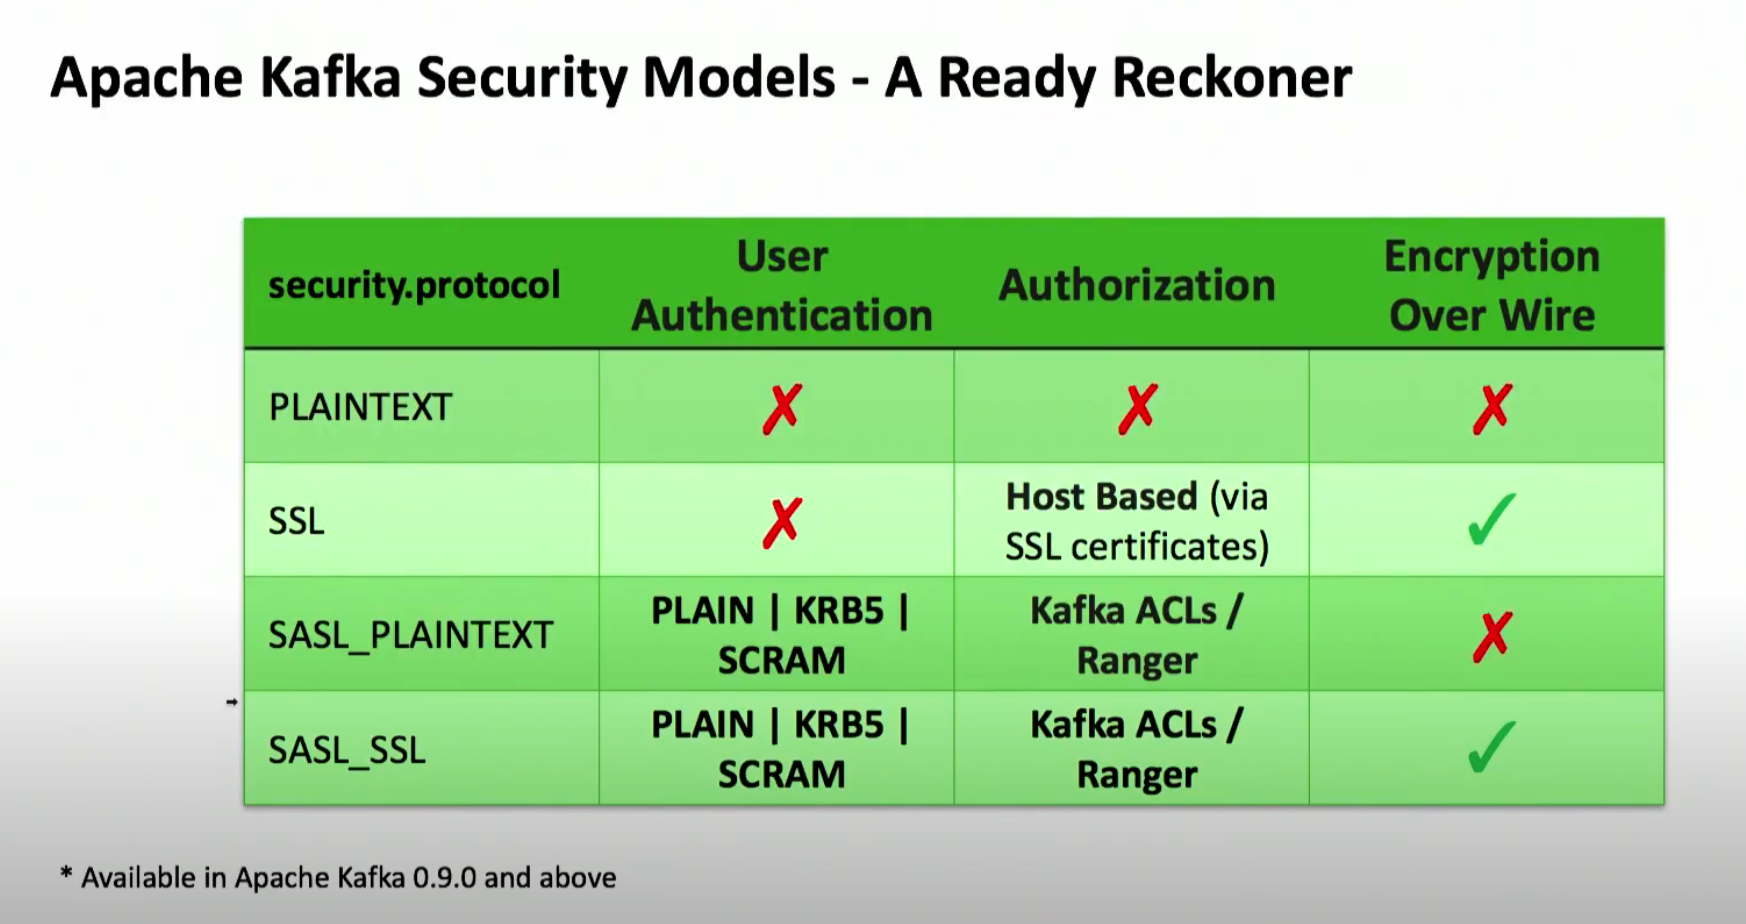 Apache Kafka Security Models - A Ready Reckoner
security.protocol
User
Authentication
Authorization
Encryption
Over Wire
PLAINTEXT
✗
✗
✗
SSL
✗
Host Based (via
SSL certificates)
✓
SASL_PLAINTEXT
PLAIN | KRB5 |
SCRAM
Kafka ACLs /
Ranger
✗
SASL_SSL
PLAIN | KRB5 |
SCRAM
Kafka ACLs /
Ranger
✓
* Available in Apache Kafka 0.9.0 and above